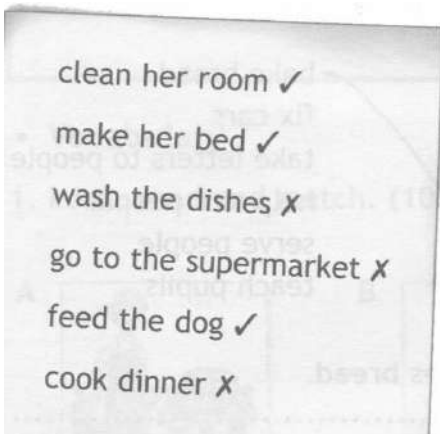 clean her room ✓
make her bed ✓
wash the dishes ✗
go to the supermarket ✗
feed the dog ✓
cook dinner ✗